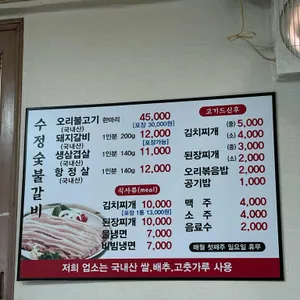 수정숯불갈비
오리불고기 한마리 45,000
(국내산) [포장 30,000원]
돼지갈비 1인분 200g 12,000
(국내산) [포장가능]
생삼겹살 1인분 140g 11,000
(국내산)
항정살 1인분 140g 12,000
(국내산)
식사류(meal)
김치찌개 10,000
[포장 1통 13,000원]
된장찌개 10,000
물냉면 7,000
비빔냉면 7,000
고기드신후
김치찌개 (중) 5,000
(소) 4,000
된장찌개 (중) 3,000
(소) 2,000
오리볶음밥 2,000
공기밥 1,000
맥주 4,000
소주 4,000
음료수 2,000
매월 첫째주 일요일 휴무
저희 업소는 국내산 쌀,배추,고춧가루 사용